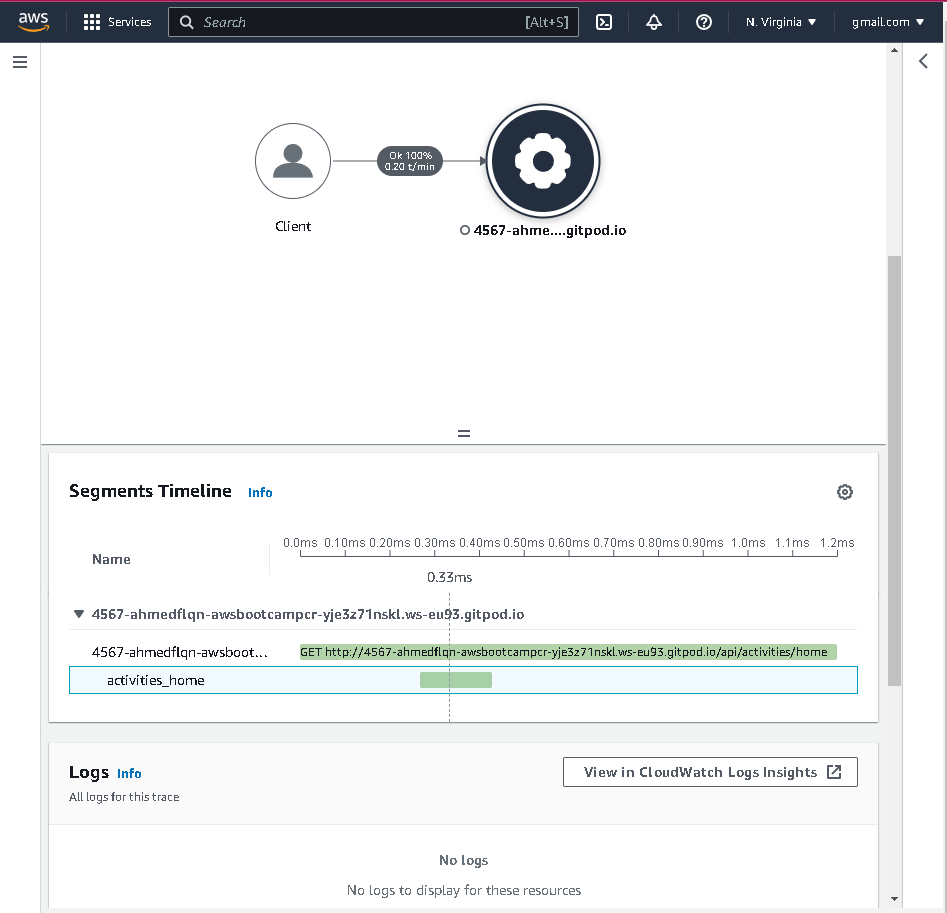 aws Services Search [Alt+S] N. Virginia gmail.com
Ok 100%
0.20 t/min
Client
4567-ahme....gitpod.io
Segments Timeline Info
0.0ms 0.10ms 0.20ms 0.30ms 0.40ms 0.50ms 0.60ms 0.70ms 0.80ms 0.90ms 1.0ms 1.1ms 1.2ms
Name
0.33ms
4567-ahmedflqn-awsbootcampcr-yje3z71nskl.ws-eu93.gitpod.io
4567-ahmedflqn-awsboot... GET http://4567-ahmedflqn-awsbootcampcr-yje3z71nskl.ws-eu93.gitpod.io/api/activities/home
activities_home
Logs Info
View in CloudWatch Logs Insights
All logs for this trace
No logs
No logs to display for these resources